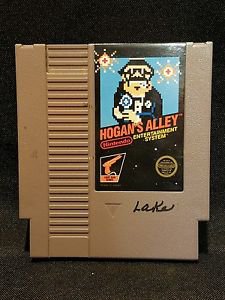 HOGAN'S ALLEY
Nintendo
ENTERTAINMENT
SYSTEM
Lake